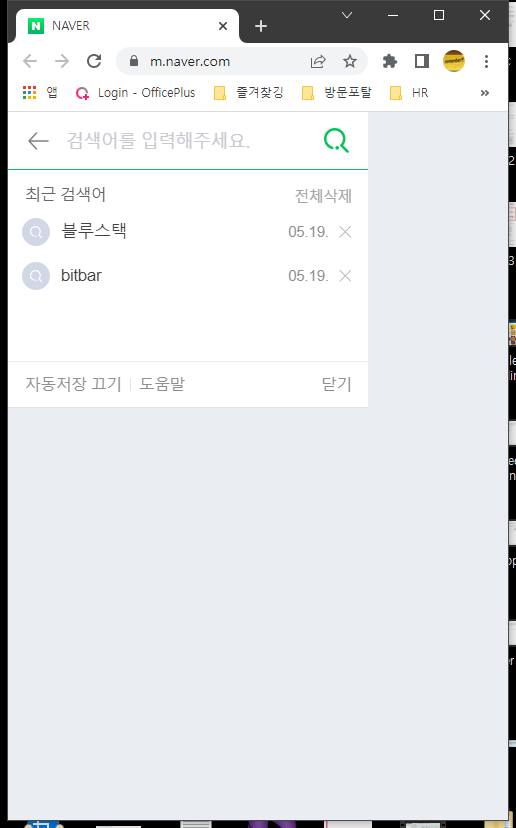 NAVER
m.naver.com
앱 Login - OfficePlus 즐겨찾깅 방문포탈 HR »
검색어를 입력해주세요.
최근 검색어 전체삭제
블루스택 05.19.
bitbar 05.19.
자동저장 끄기 도움말 닫기